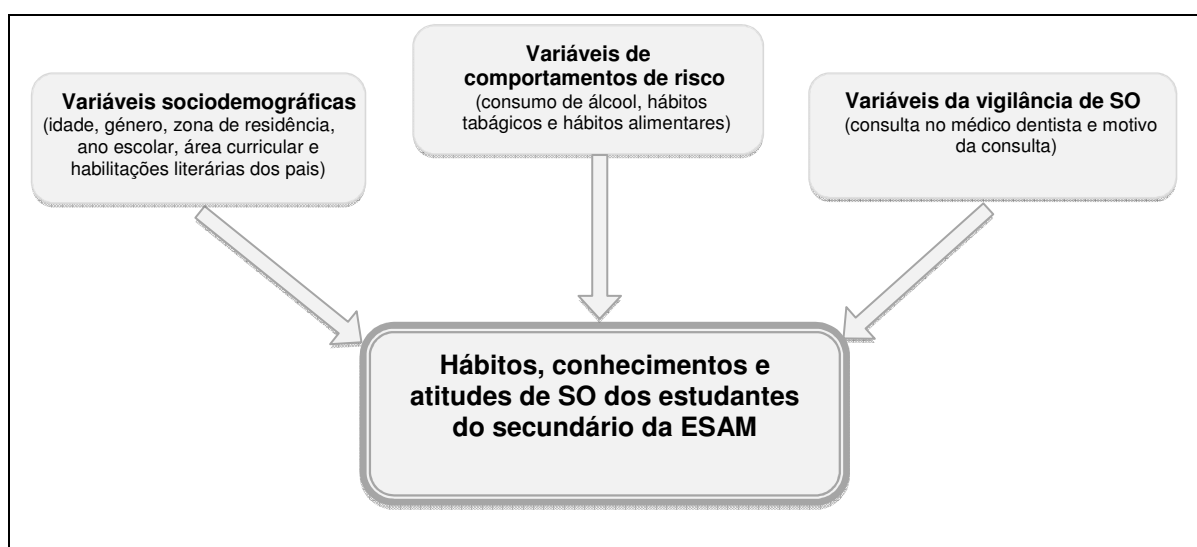 Variáveis sociodemográficas
(idade, género, zona de residência,
ano escolar, área curricular e
habilitações literárias dos pais)
Variáveis de
comportamentos de risco
(consumo de álcool, hábitos
tabágicos e hábitos alimentares)
Variáveis da vigilância de SO
(consulta no médico dentista e motivo
da consulta)
Hábitos, conhecimentos e
atitudes de SO dos estudantes
do secundário da ESAM